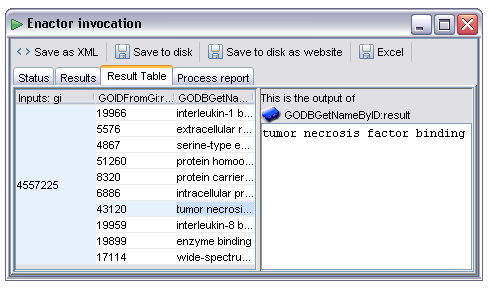 Enactor invocation
<> Save as XML Save to disk Save to disk as website Excel
Status Results Result Table Process report
Inputs: gi GOIDFromGi:r... GODBGetNa...
19966 interleukin-1 b...
5576 extracellular r...
4867 serine-type e...
51260 protein homoo...
8320 protein carrier...
4557225
6886 intracellular pr...
43120 tumor necrosi...
19959 interleukin-8 b...
19899 enzyme binding
17114 wide-spectru...
This is the output of
GODBGetNameByID:result
tumor necrosis factor binding